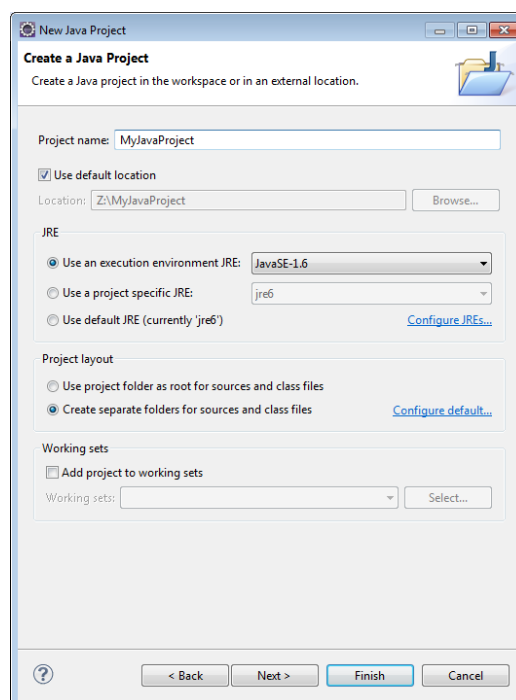 New Java Project
Create a Java Project
Create a Java project in the workspace or in an external location.
Project name: MyJavaProject
Use default location
Location: Z:\MyJavaProject Browse...
JRE
Use an execution environment JRE: JavaSE-1.6
Use a project specific JRE: jre6
Use default JRE (currently 'jre6') Configure JREs...
Project layout
Use project folder as root for sources and class files
Create separate folders for sources and class files Configure default...
Working sets
Add project to working sets
Working sets: Select...
? < Back Next > Finish Cancel